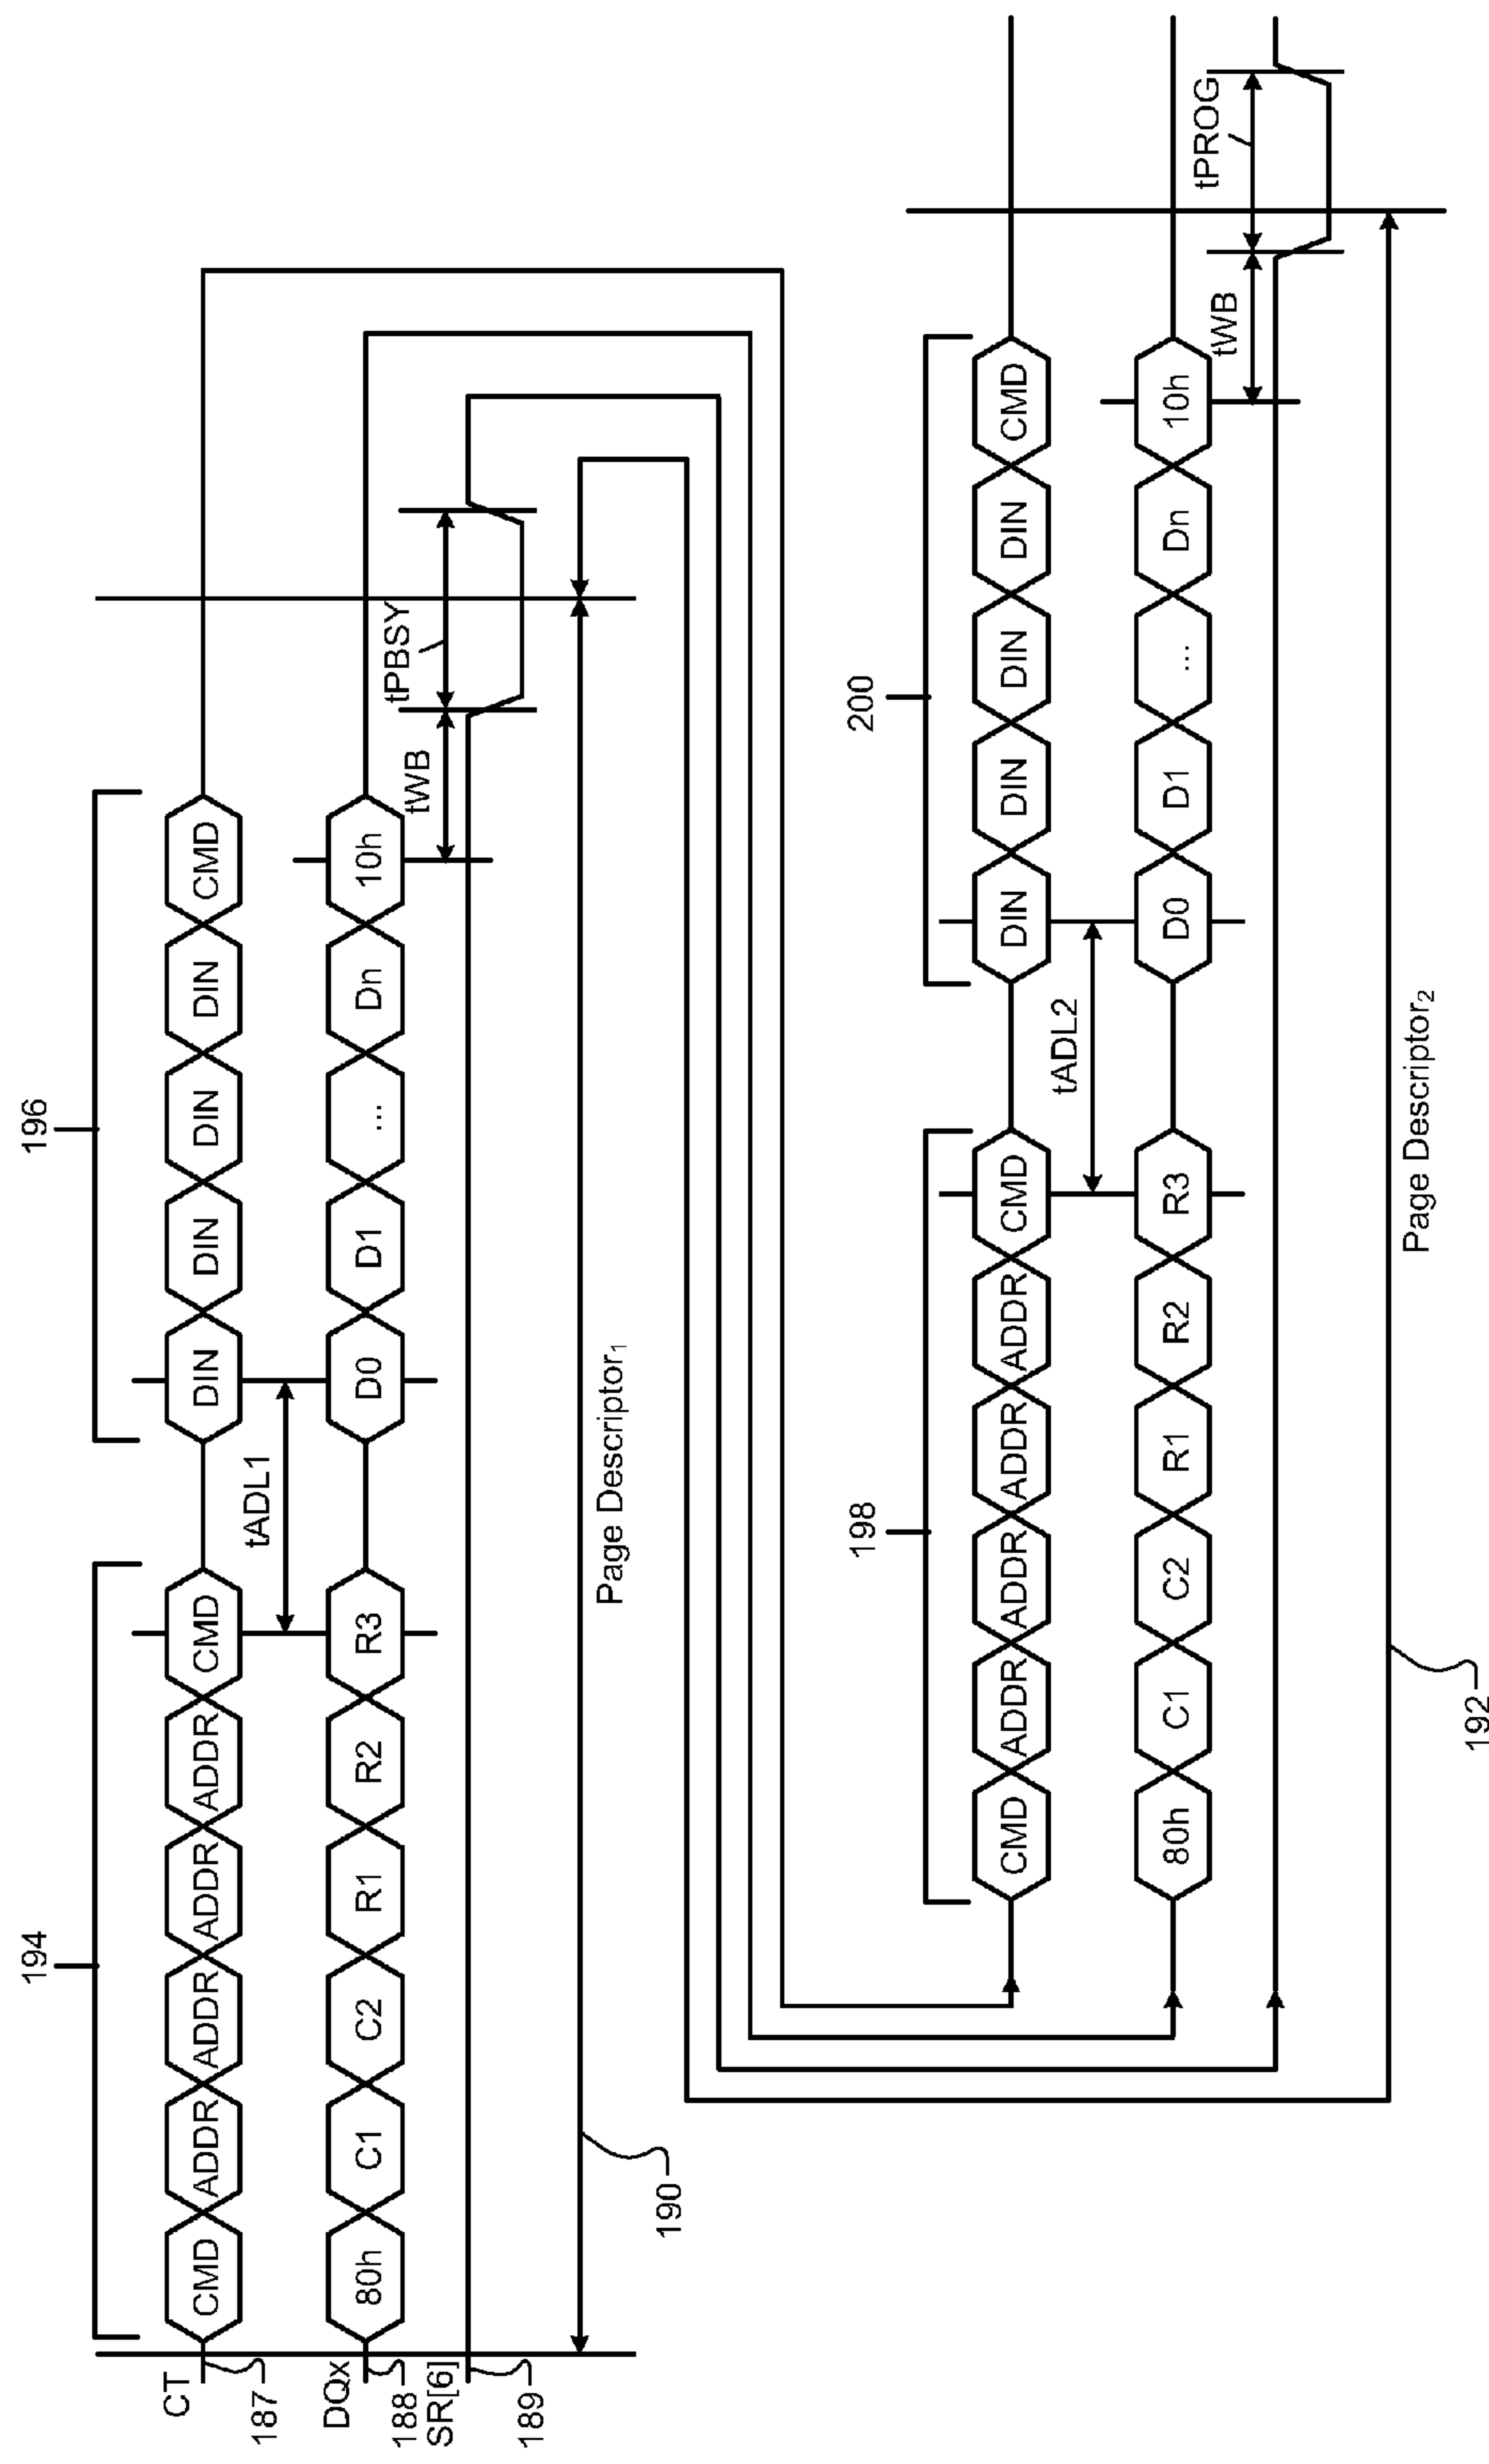 194
196
CT
CMD ADDR ADDR ADDR ADDR CMD DIN DIN DIN DIN CMD
187
tADL1
DQx
80h C1 C2 R1 R2 R3 D0 D1 ... Dn 10h
188
tWB
tPBSY
SR[6]
189
Page Descriptor1
190
198
200
CMD ADDR ADDR ADDR ADDR CMD DIN DIN DIN DIN CMD
tADL2
80h C1 C2 R1 R2 R3 D0 D1 ... Dn 10h
tWB
tPROG
Page Descriptor2
192